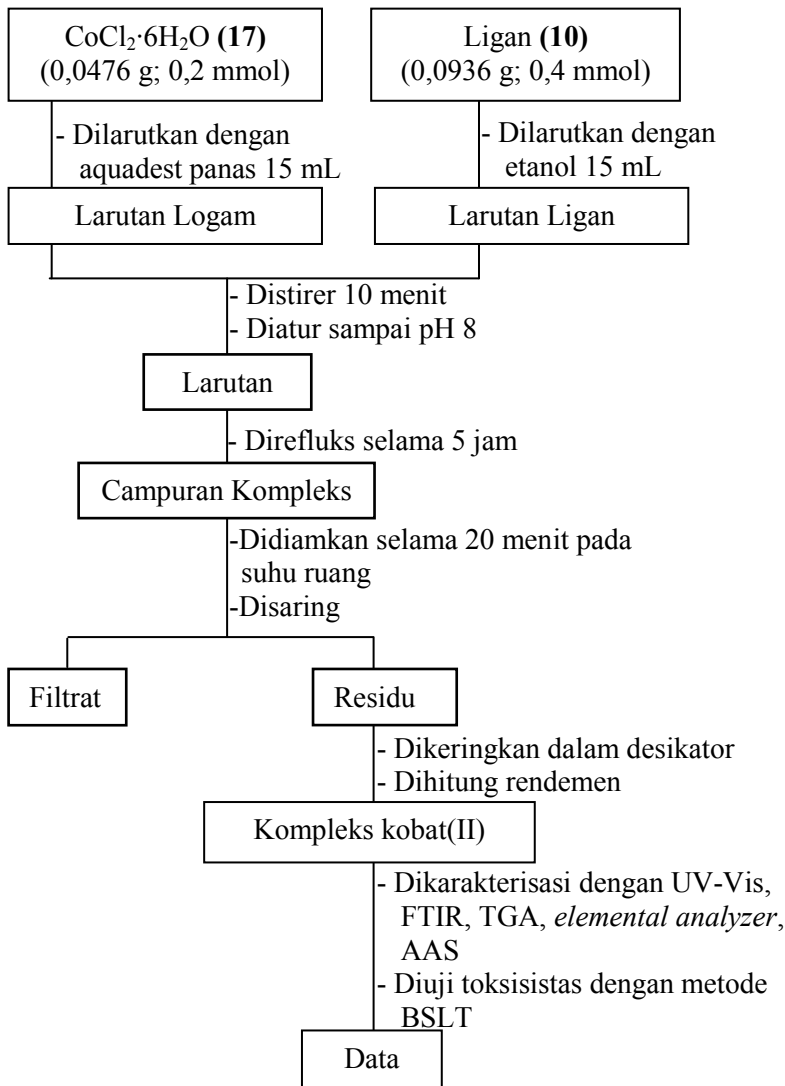 CoCl₂·6H₂O (17)
(0,0476 g; 0,2 mmol)
Ligan (10)
(0,0936 g; 0,4 mmol)
- Dilarutkan dengan
aquadest panas 15 mL
- Dilarutkan dengan
etanol 15 mL
Larutan Logam
Larutan Ligan
- Distirer 10 menit
- Diatur sampai pH 8
Larutan
- Direfluks selama 5 jam
Campuran Kompleks
-Didiamkan selama 20 menit pada
suhu ruang
-Disaring
Filtrat
Residu
- Dikeringkan dalam desikator
- Dihitung rendemen
Kompleks kobat(II)
- Dikarakterisasi dengan UV-Vis,
FTIR, TGA, elemental analyzer,
AAS
- Diuji toksisistas dengan metode
BSLT
Data